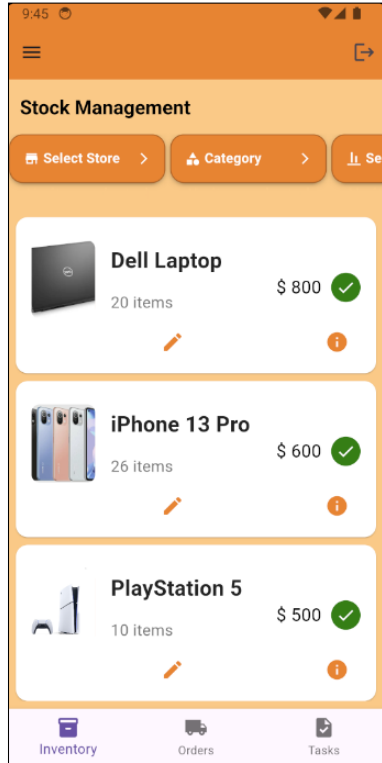 9:45
Stock Management
Select Store
Category
Se
Dell Laptop
20 items
$ 800
iPhone 13 Pro
26 items
$ 600
PlayStation 5
10 items
$ 500
Inventory
Orders
Tasks